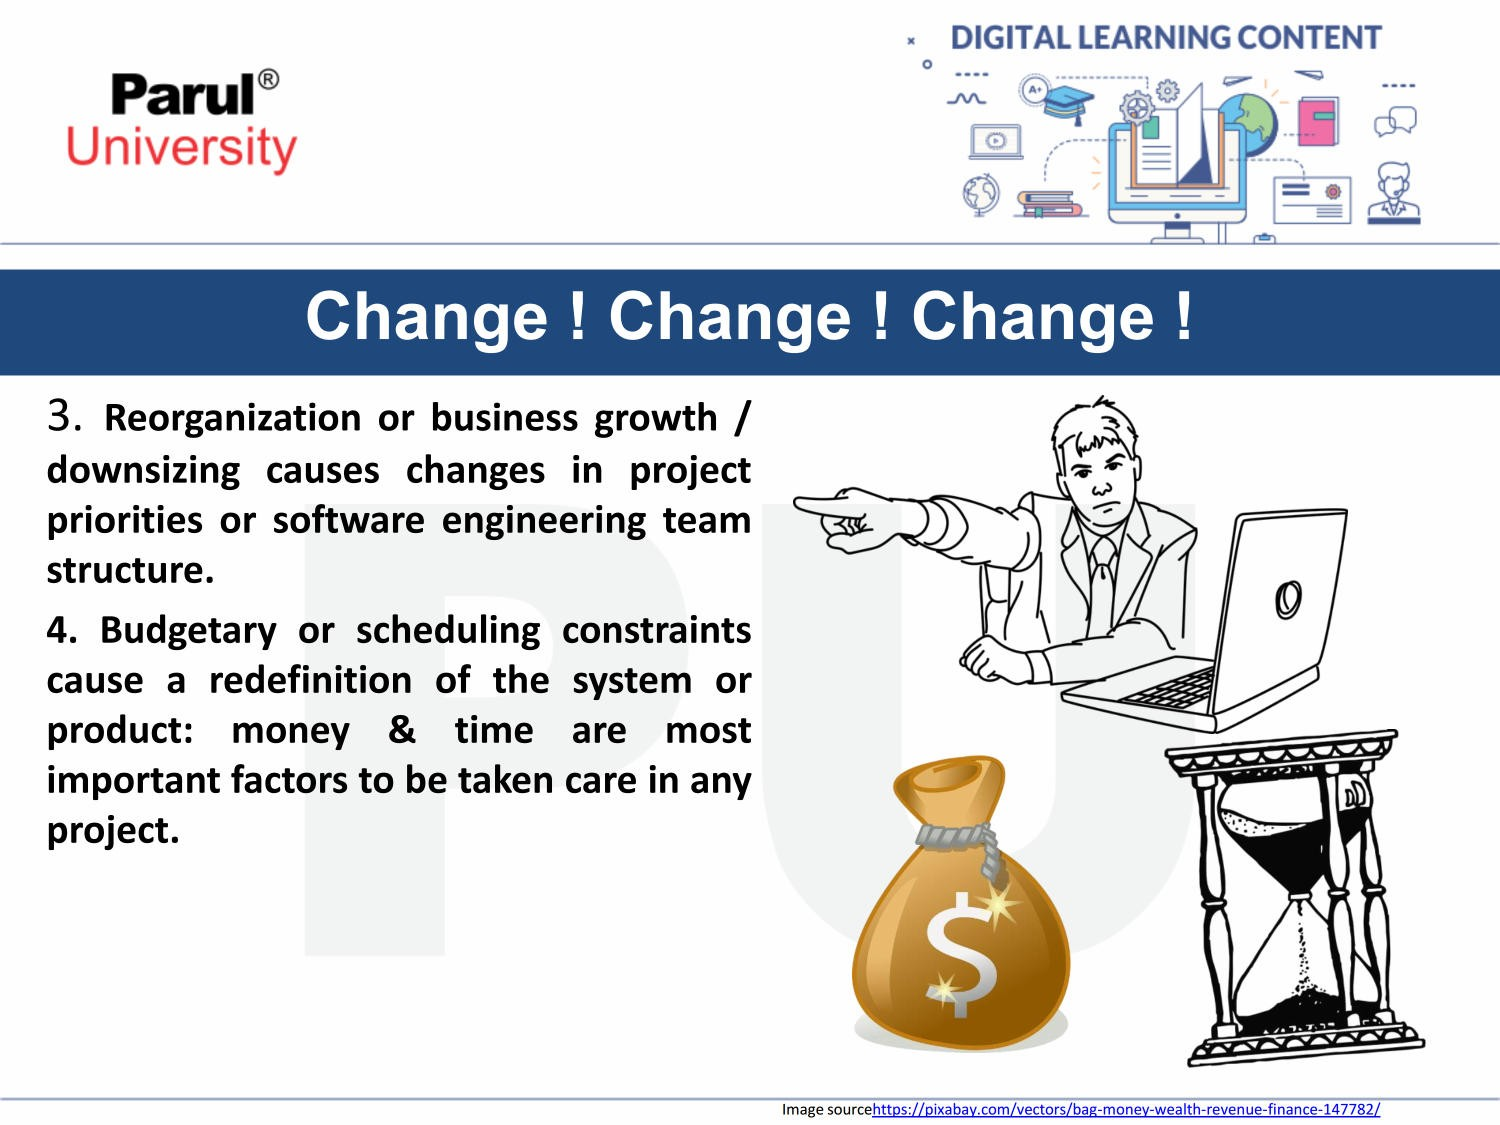 DIGITAL LEARNING CONTENT
Parul®
University
A+
Change ! Change ! Change !
3. Reorganization or business growth /
downsizing causes changes in project
priorities or software engineering team
structure.
4. Budgetary or scheduling constraints
cause a redefinition of the system or
product: money & time are most
important factors to be taken care in any
project.
PU
$
Image sourcehttps://pixabay.com/vectors/bag-money-wealth-revenue-finance-147782/